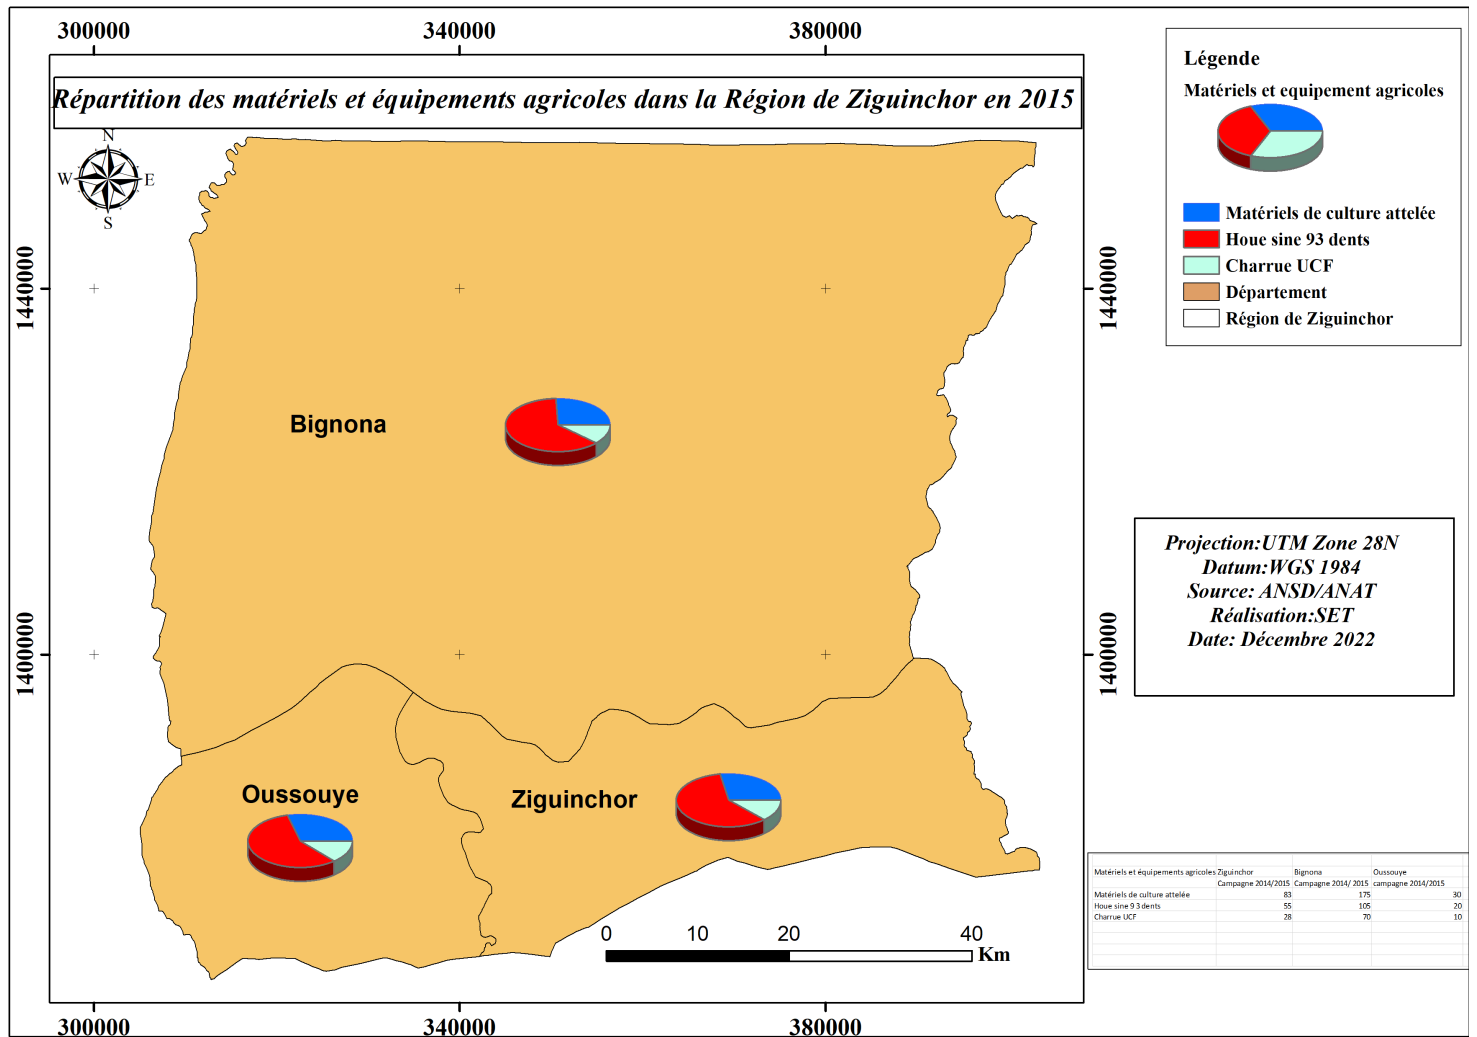 300000 340000 380000
Répartition des matériels et équipements agricoles dans la Région de Ziguinchor en 2015
N
W E
S
1440000 1440000
1400000 1400000
Bignona
Oussouye
Ziguinchor
0 10 20 40
Km
300000 340000 380000
Légende
Matériels et equipement agricoles
Matériels de culture attelée
Houe sine 93 dents
Charrue UCF
Département
Région de Ziguinchor
Projection:UTM Zone 28N
Datum:WGS 1984
Source: ANSD/ANAT
Réalisation:SET
Date: Décembre 2022
Matériels et équipements agricoles Ziguinchor Bignona Oussouye
Campagne 2014/2015 Campagne 2014/ 2015 campagne 2014/2015
Matériels de culture attelée 83 175 30
Houe sine 9 3 dents 55 105 20
Charrue UCF 28 70 10